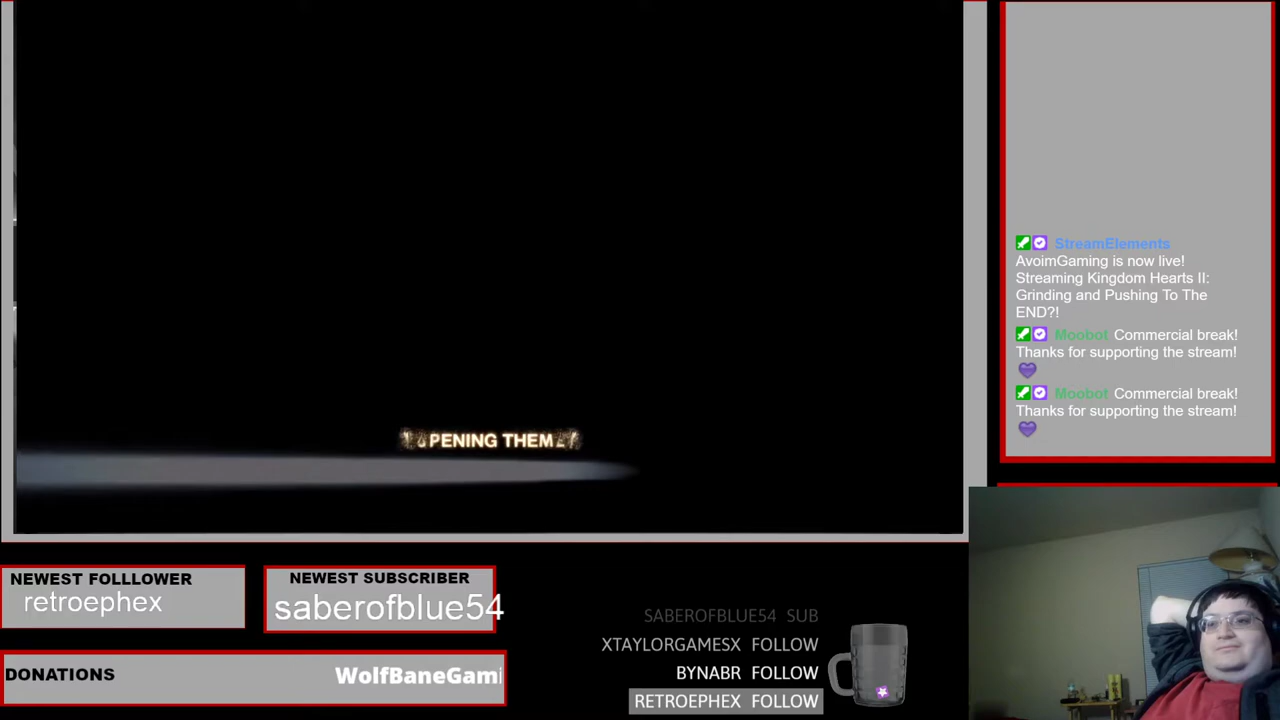 StreamElements
AvoimGaming is now live!
Streaming Kingdom Hearts II:
Grinding and Pushing To The
END?!
Moobot Commercial break!
Thanks for supporting the stream!
Moobot Commercial break!
Thanks for supporting the stream!
PENING THEM
NEWEST FOLLLOWER
retroephex
NEWEST SUBSCRIBER
saberofblue54
DONATIONS
WolfBaneGami
SABEROFBLUE54 SUB
XTAYLORGAMESX FOLLOW
BYNABR FOLLOW
RETROEPHEX FOLLOW